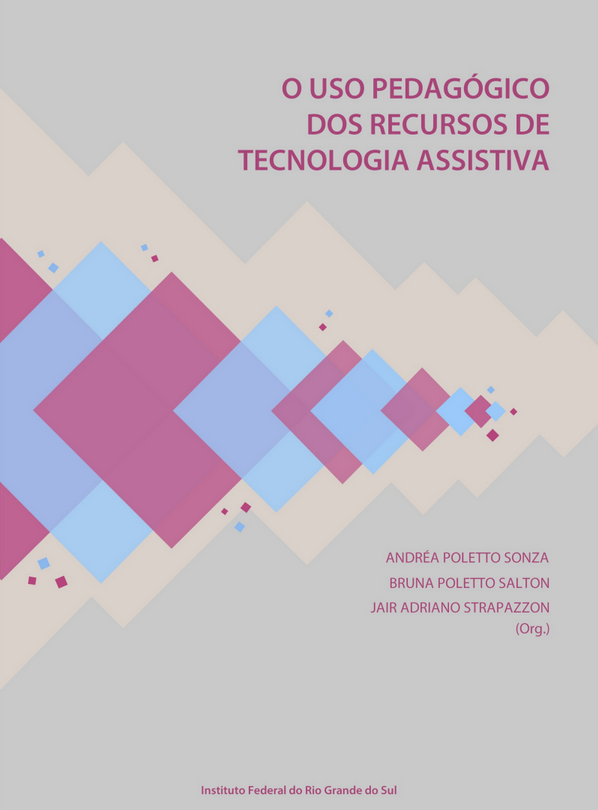 O USO PEDAGÓGICO
DOS RECURSOS DE
TECNOLOGIA ASSISTIVA
ANDRÉA POLETTO SONZA
BRUNA POLETTO SALTON
JAIR ADRIANO STRAPAZZON
(Org.)
Instituto Federal do Rio Grande do Sul